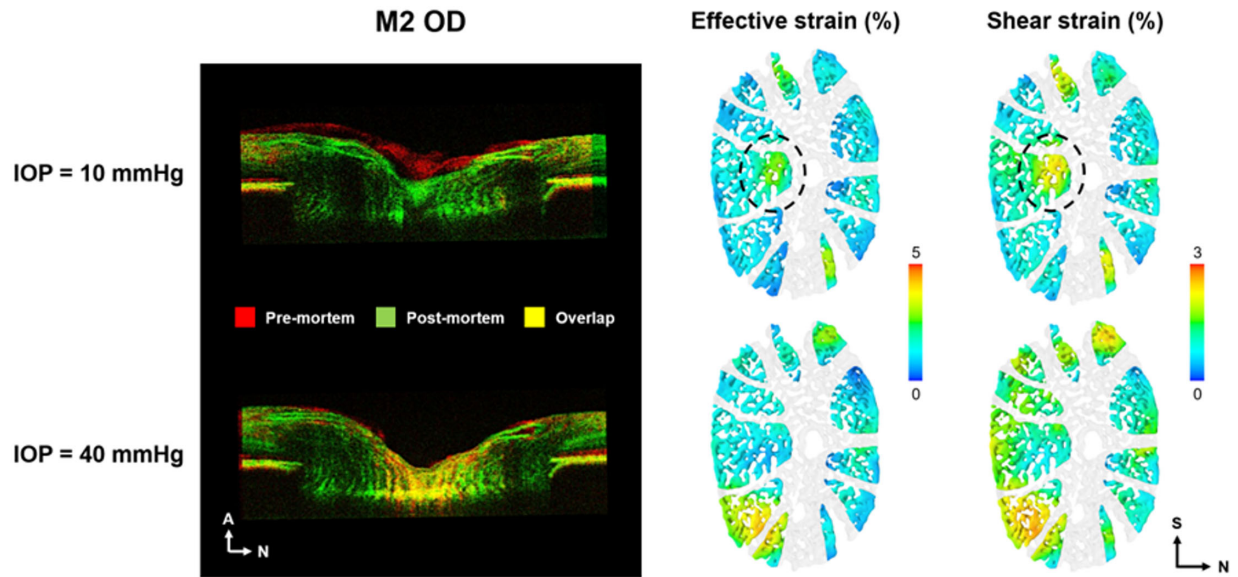 M2 OD
Effective strain (%)
Shear strain (%)
IOP = 10 mmHg
5
0
3
0
Pre-mortem
Post-mortem
Overlap
IOP = 40 mmHg
A
N
S
N